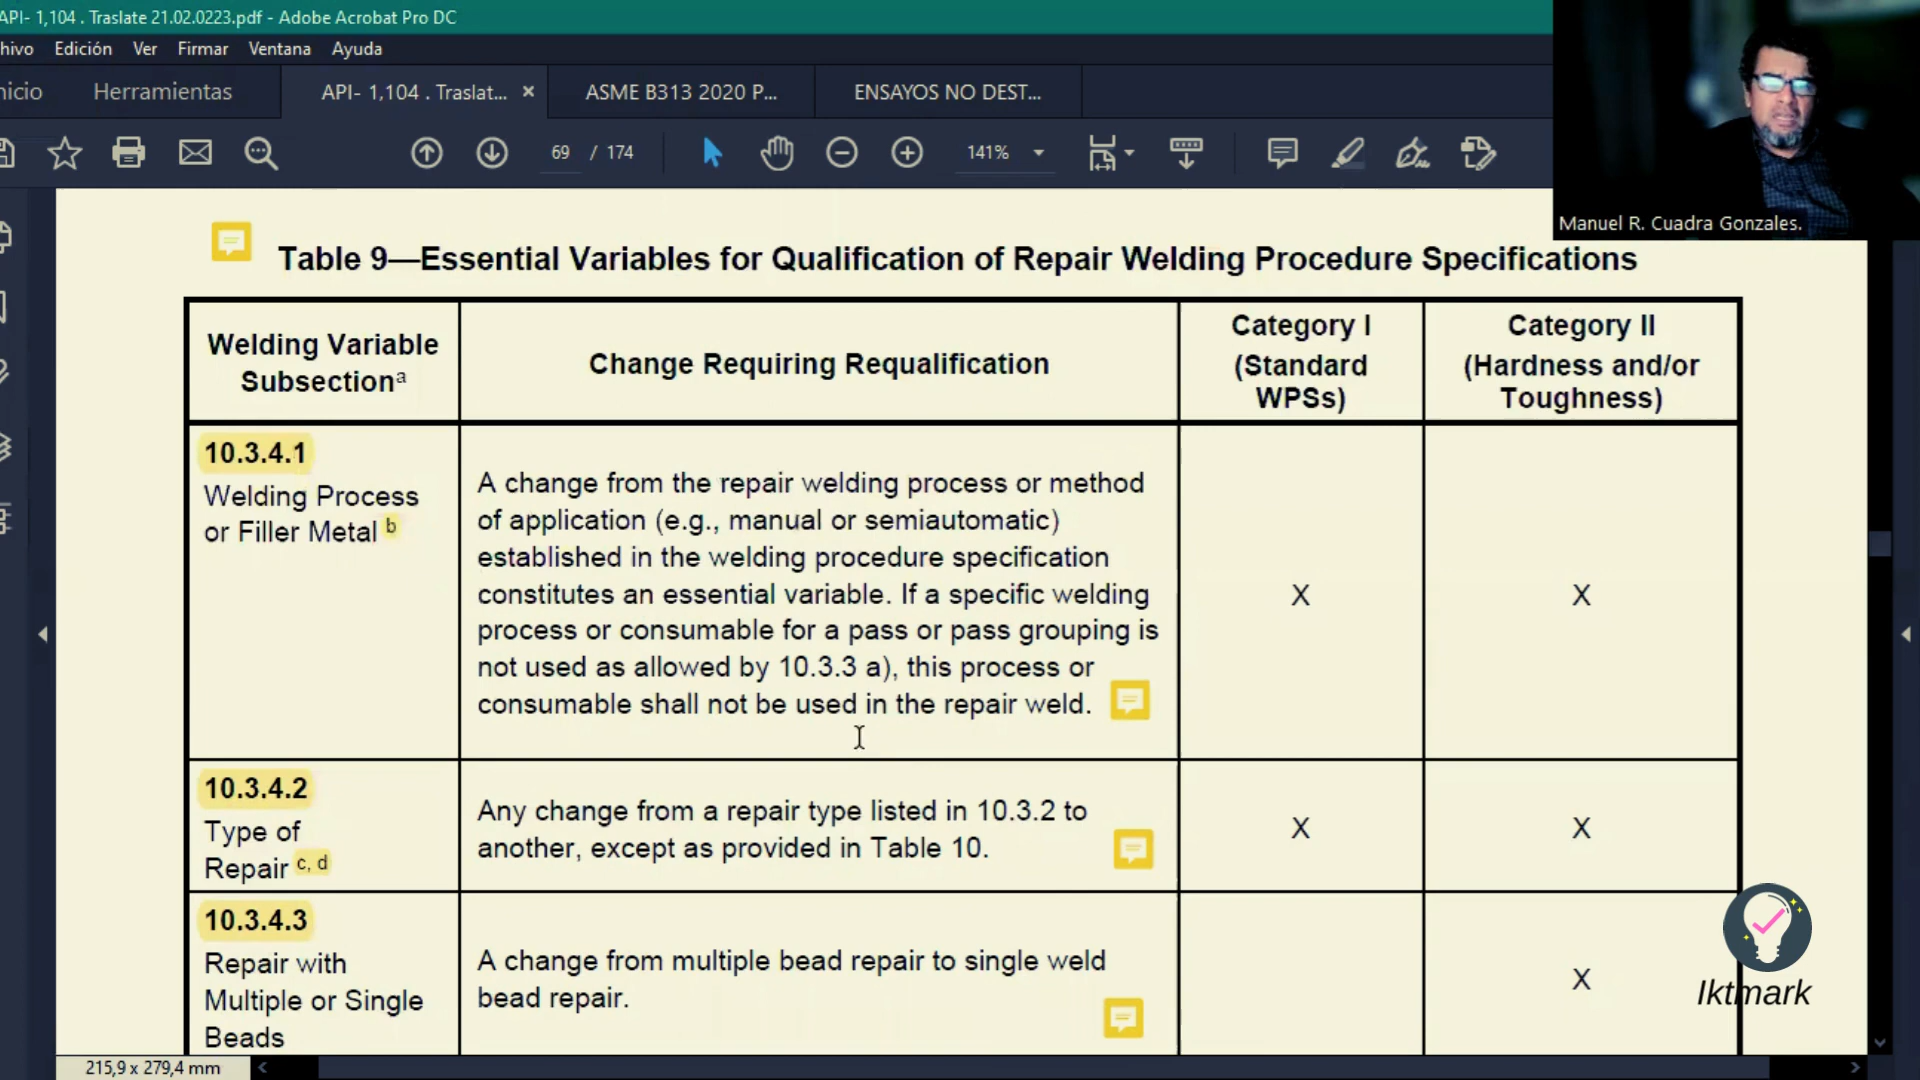 API- 1,104 . Traslate 21.02.0223.pdf - Adobe Acrobat Pro DC
hivo Edición Ver Firmar Ventana Ayuda
nicio Herramientas API- 1,104 . Traslat... × ASME B313 2020 P... ENSAYOS NO DEST...
69 / 174 141%
Manuel R. Cuadra Gonzales.
Table 9—Essential Variables for Qualification of Repair Welding Procedure Specifications
Welding Variable
Subsectionᵃ
Change Requiring Requalification
Category I
(Standard
WPSs)
Category II
(Hardness and/or
Toughness)
10.3.4.1
Welding Process
or Filler Metal b
A change from the repair welding process or method
of application (e.g., manual or semiautomatic)
established in the welding procedure specification
constitutes an essential variable. If a specific welding
process or consumable for a pass or pass grouping is
not used as allowed by 10.3.3 a), this process or
consumable shall not be used in the repair weld.
X
X
10.3.4.2
Type of
Repair c, d
Any change from a repair type listed in 10.3.2 to
another, except as provided in Table 10.
X
X
10.3.4.3
Repair with
Multiple or Single
Beads
A change from multiple bead repair to single weld
bead repair.
X
Iktmark
215,9 x 279,4 mm